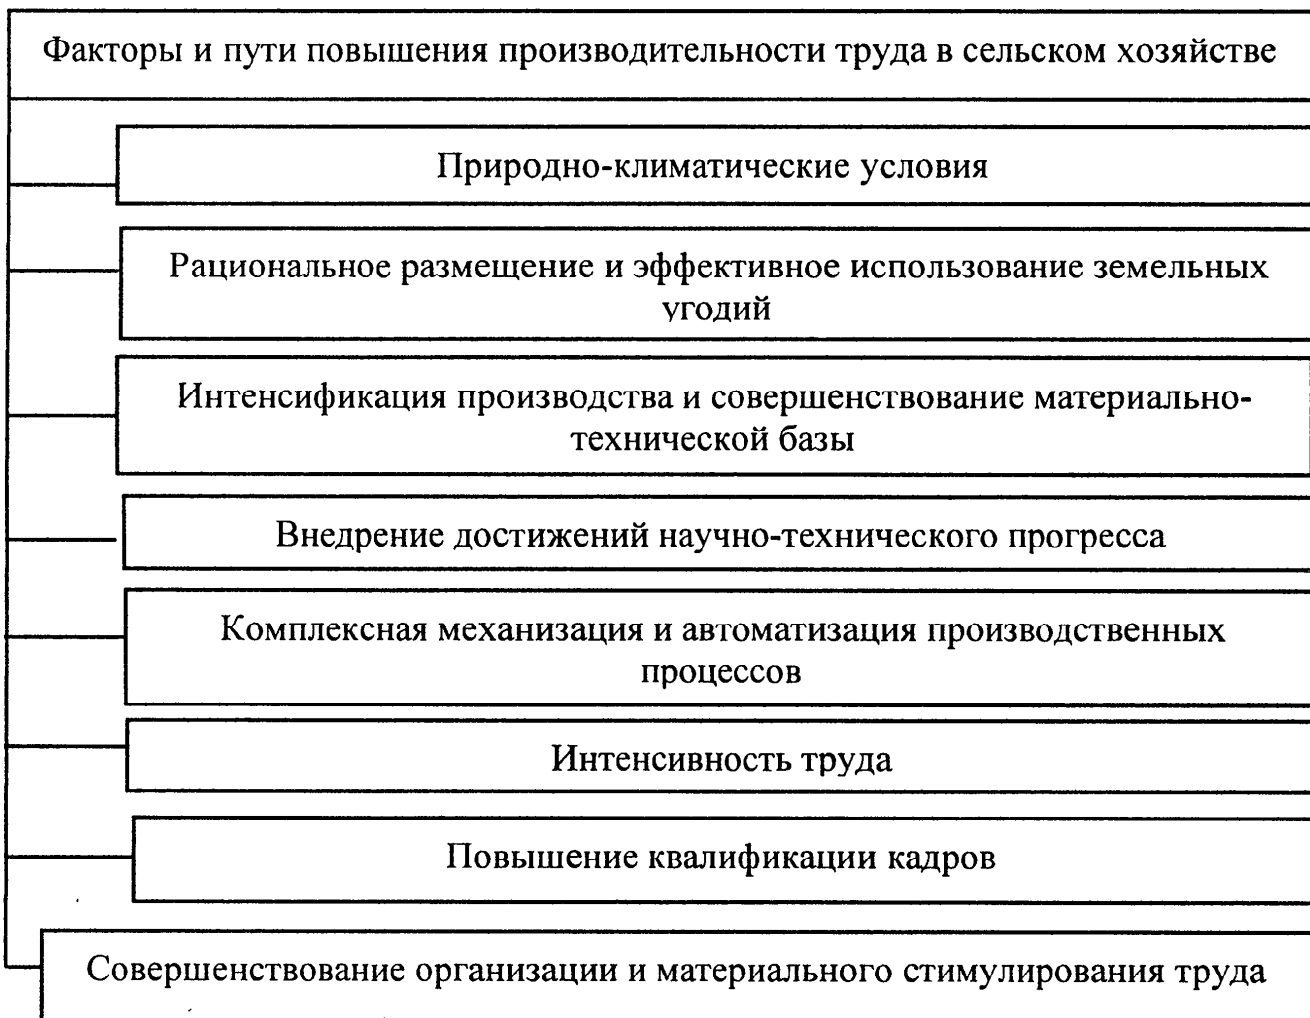 Факторы и пути повышения производительности труда в сельском хозяйстве
Природно-климатические условия
Рациональное размещение и эффективное использование земельных
угодий
Интенсификация производства и совершенствование материально-
технической базы
Внедрение достижений научно-технического прогресса
Комплексная механизация и автоматизация производственных
процессов
Интенсивность труда
Повышение квалификации кадров
Совершенствование организации и материального стимулирования труда